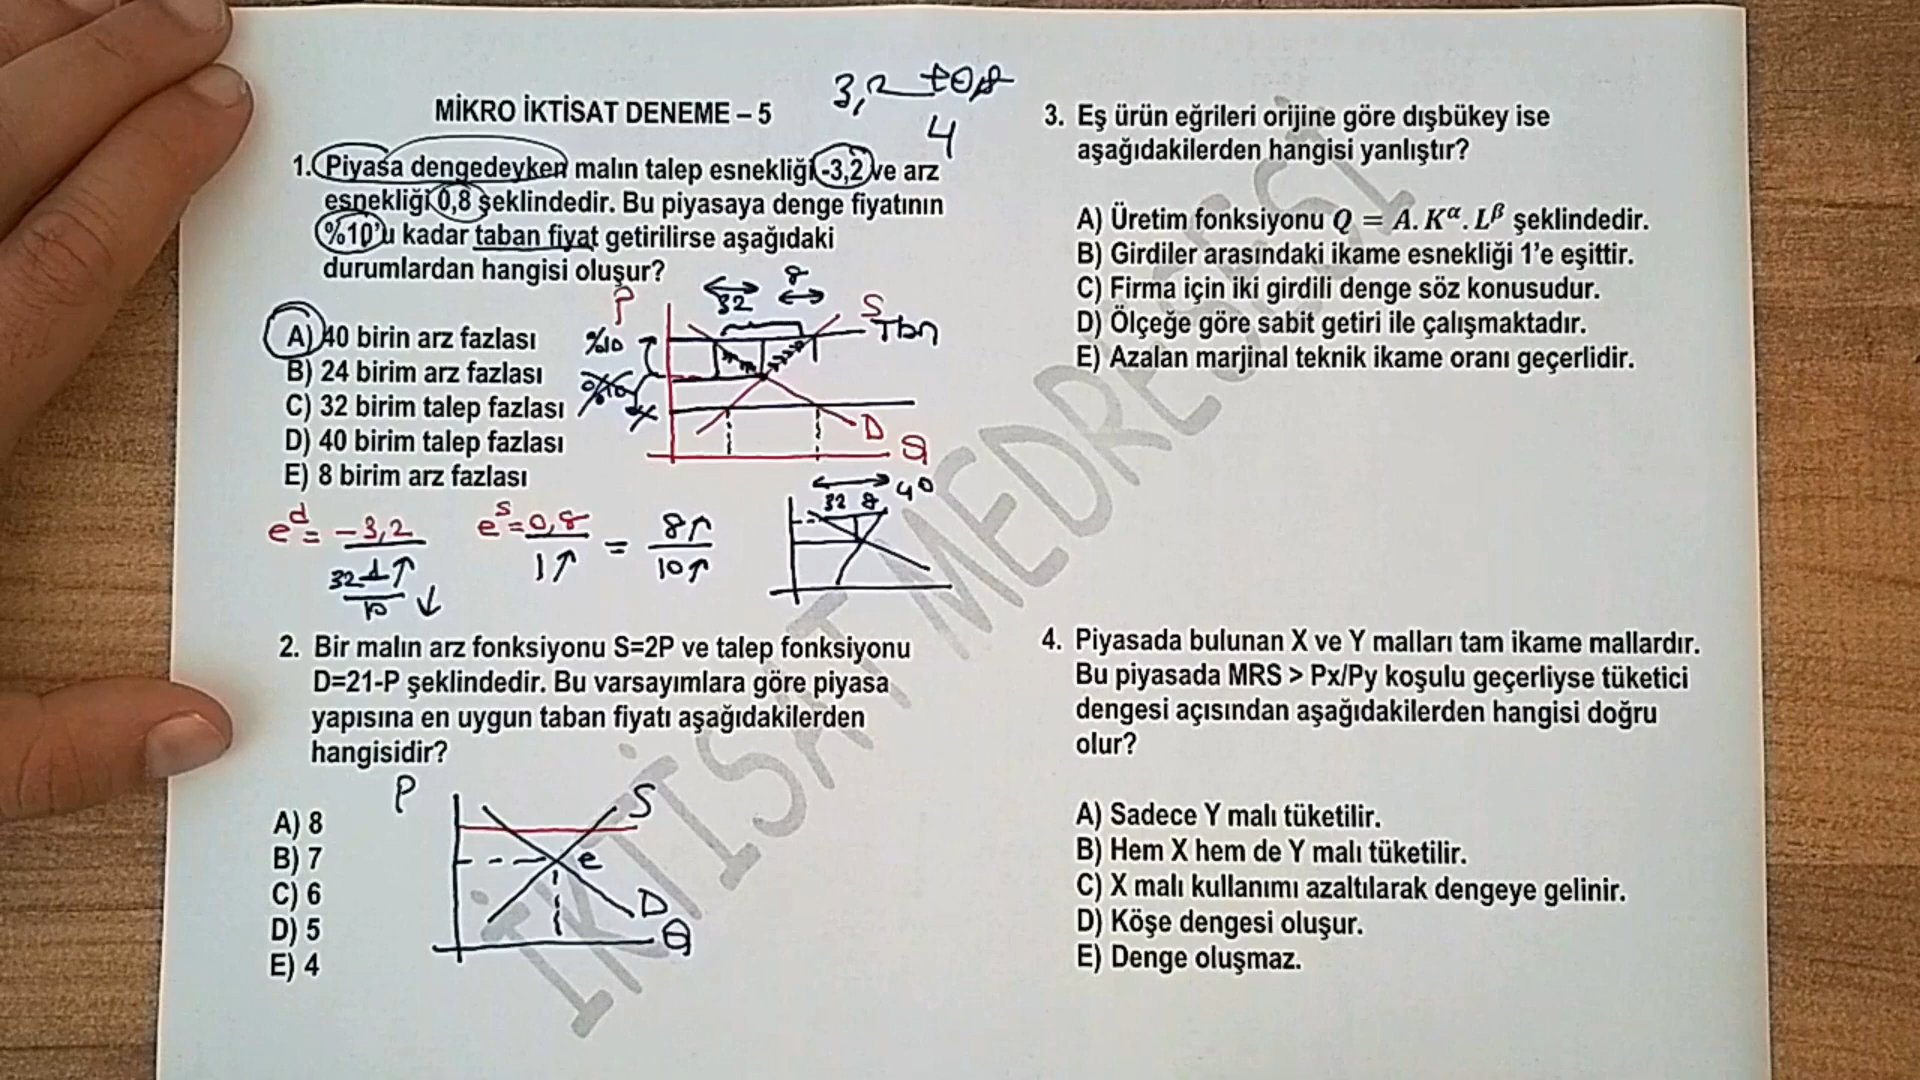 MİKRO İKTİSAT DENEME – 5
3,2
4
1. Piyasa dengedeyken malın talep esnekliği -3,2 ve arz
esnekliği 0,8 şeklindedir. Bu piyasaya denge fiyatının
%10'u kadar taban fiyat getirilirse aşağıdaki
durumlardan hangisi oluşur?
A) 40 birin arz fazlası
B) 24 birim arz fazlası
C) 32 birim talep fazlası
D) 40 birim talep fazlası
E) 8 birim arz fazlası
P
32
8
S
Tbn
%10
D
Q
e^d = -3,2
1↑
32
10 ↓
e^s = 0,8
1↑
= 8↑
10↑
40
32 8
2. Bir malın arz fonksiyonu S=2P ve talep fonksiyonu
D=21-P şeklindedir. Bu varsayımlara göre piyasa
yapısına en uygun taban fiyatı aşağıdakilerden
hangisidir?
A) 8
B) 7
C) 6
D) 5
E) 4
P
S
e
D
Q
3. Eş ürün eğrileri orijine göre dışbükey ise
aşağıdakilerden hangisi yanlıştır?
A) Üretim fonksiyonu Q = A.K^α.L^β şeklindedir.
B) Girdiler arasındaki ikame esnekliği 1'e eşittir.
C) Firma için iki girdili denge söz konusudur.
D) Ölçeğe göre sabit getiri ile çalışmaktadır.
E) Azalan marjinal teknik ikame oranı geçerlidir.
4. Piyasada bulunan X ve Y malları tam ikame mallardır.
Bu piyasada MRS > Px/Py koşulu geçerliyse tüketici
dengesi açısından aşağıdakilerden hangisi doğru
olur?
A) Sadece Y malı tüketilir.
B) Hem X hem de Y malı tüketilir.
C) X malı kullanımı azaltılarak dengeye gelinir.
D) Köşe dengesi oluşur.
E) Denge oluşmaz.
İKTİSAT MEDRESESİ